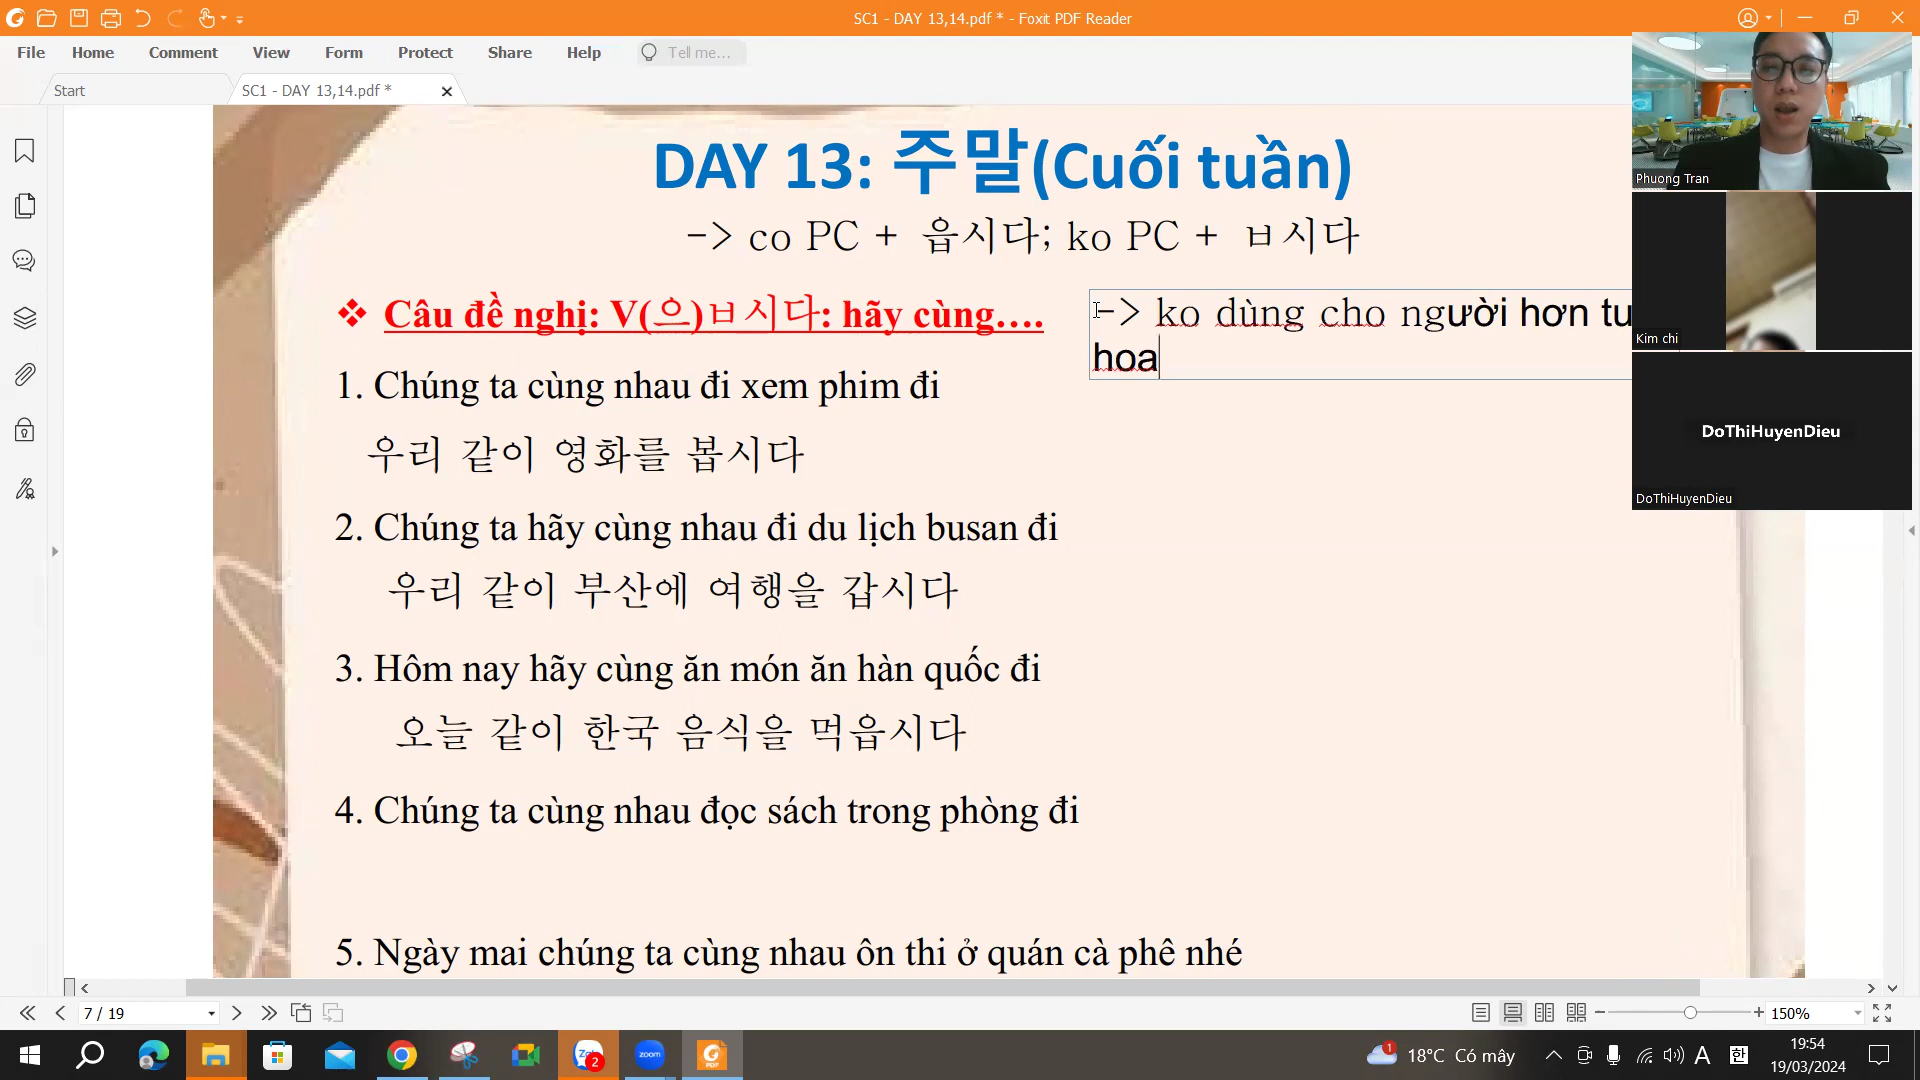 SC1 - DAY 13,14.pdf * - Foxit PDF Reader
File Home Comment View Form Protect Share Help Tell me...
Start SC1 - DAY 13,14.pdf *
DAY 13: 주말(Cuối tuần)
-> co PC + 읍시다; ko PC + ㅂ시다
❖ Câu đề nghị: V(으)ㅂ시다: hãy cùng….
-> ko dùng cho người hơn tu
hoa
1. Chúng ta cùng nhau đi xem phim đi
우리 같이 영화를 봅시다
2. Chúng ta hãy cùng nhau đi du lịch busan đi
우리 같이 부산에 여행을 갑시다
3. Hôm nay hãy cùng ăn món ăn hàn quốc đi
오늘 같이 한국 음식을 먹읍시다
4. Chúng ta cùng nhau đọc sách trong phòng đi
5. Ngày mai chúng ta cùng nhau ôn thi ở quán cà phê nhé
Phuong Tran
Kim chi
DoThiHuyenDieu
DoThiHuyenDieu
7 / 19
150%
Zalo 2
zoom
PDF
1
18°C Có mây
A 한
19:54
19/03/2024